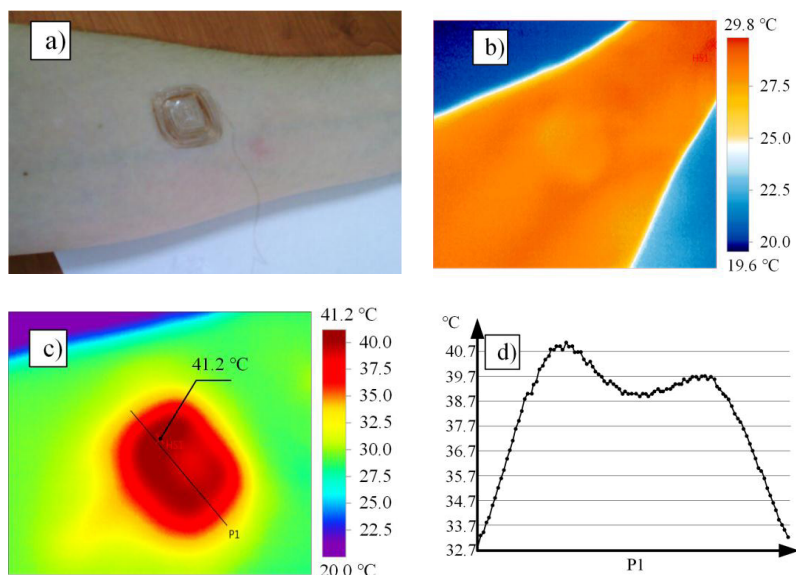 a)
b)
HS1
29.8 °C
27.5
25.0
22.5
20.0
19.6 °C
c)
41.2 °C
HS1
P1
41.2 °C
40.0
37.5
35.0
32.5
30.0
27.5
25.0
22.5
20.0 °C
°C
d)
40.7
39.7
38.7
37.7
36.7
35.7
34.7
33.7
32.7
P1